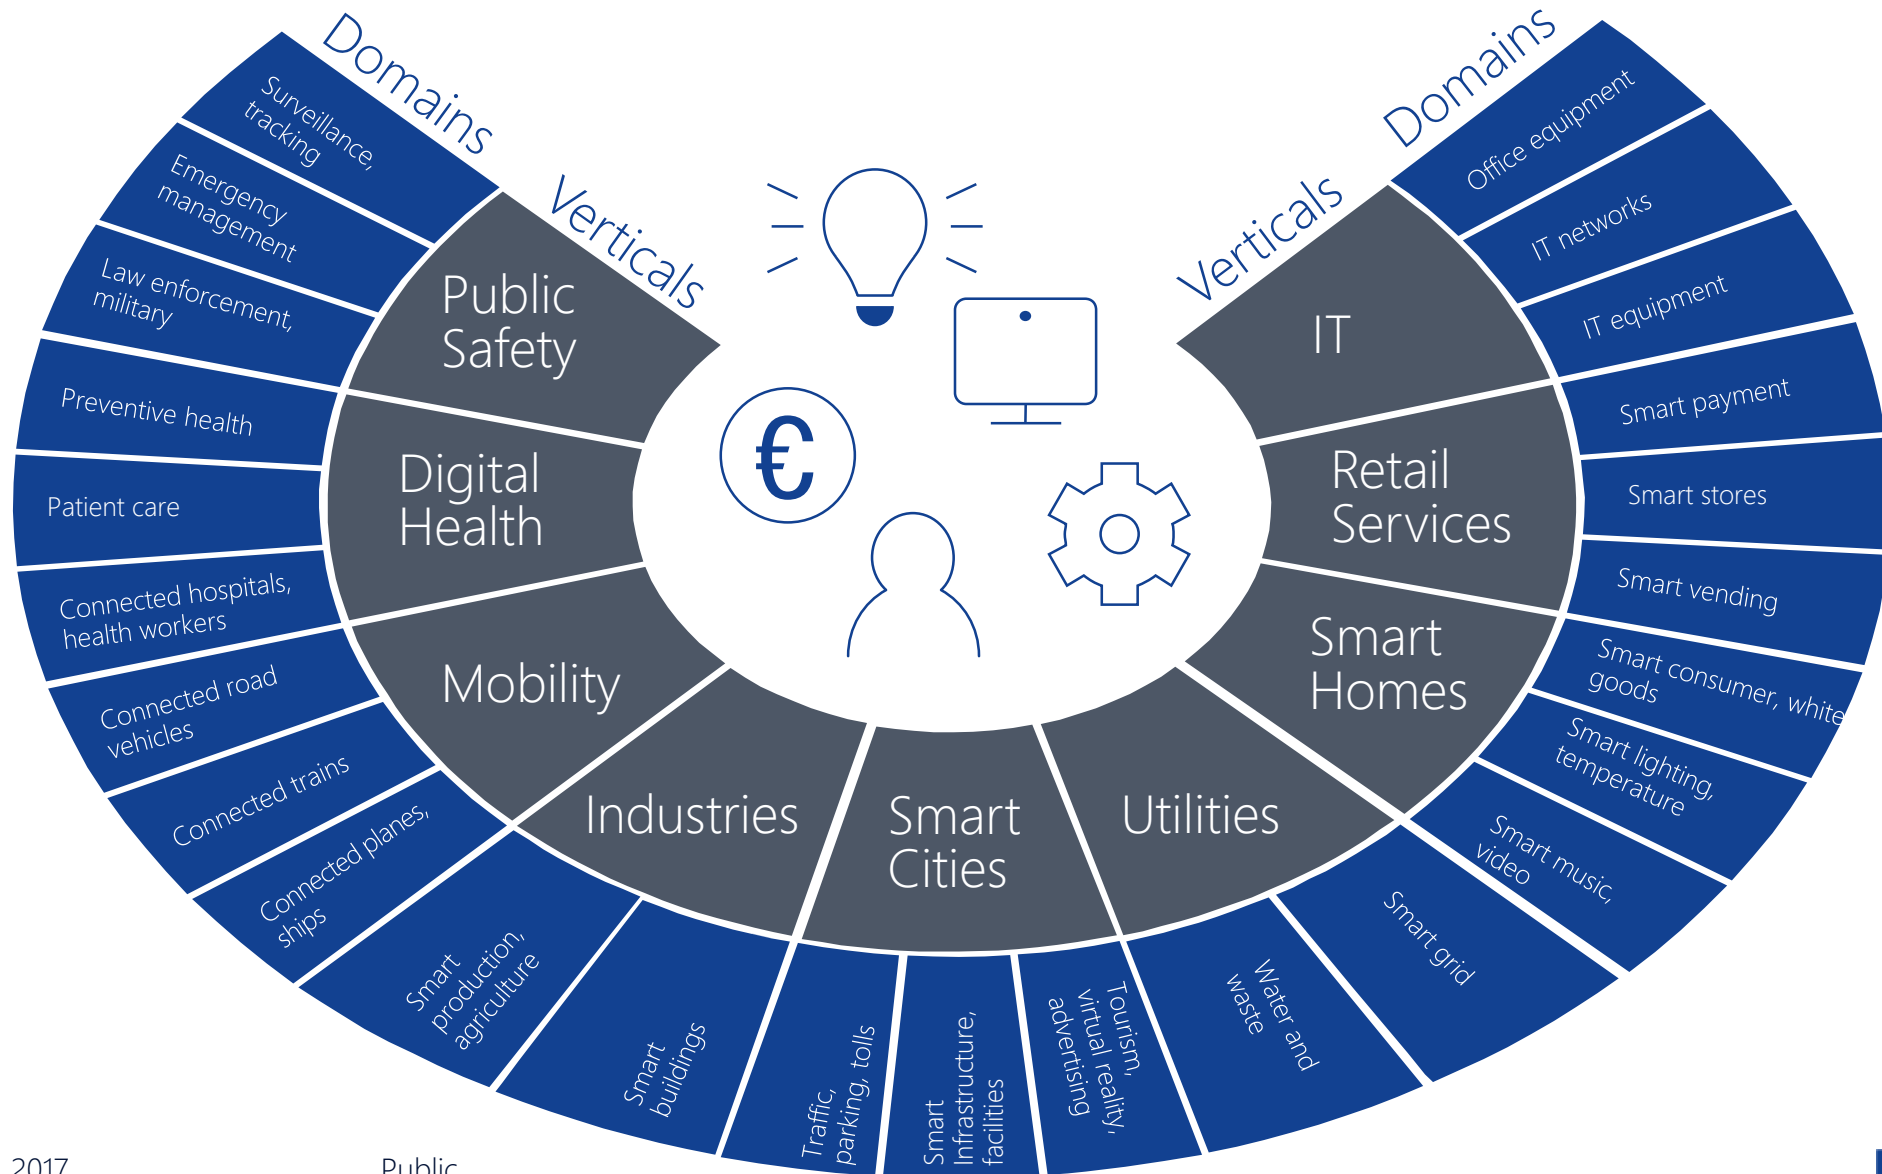 Domains
Verticals
Surveillance,
tracking
Emergency
management
Law enforcement,
military
Preventive health
Patient care
Connected hospitals,
health workers
Connected road
vehicles
Connected trains
Connected planes,
ships
Smart
production,
agriculture
Smart
buildings
Traffic,
parking, tolls
Smart
Infrastructure,
facilities
Tourism,
virtual reality,
advertising
Water and
waste
Smart grid
Smart music,
video
Smart lighting,
temperature
Smart consumer, white
goods
Smart vending
Smart stores
Smart payment
IT equipment
IT networks
Office equipment
Domains
Verticals
Public
Safety
Digital
Health
Mobility
Industries
Smart
Cities
Utilities
Smart
Homes
Retail
Services
IT
€
2017
Public